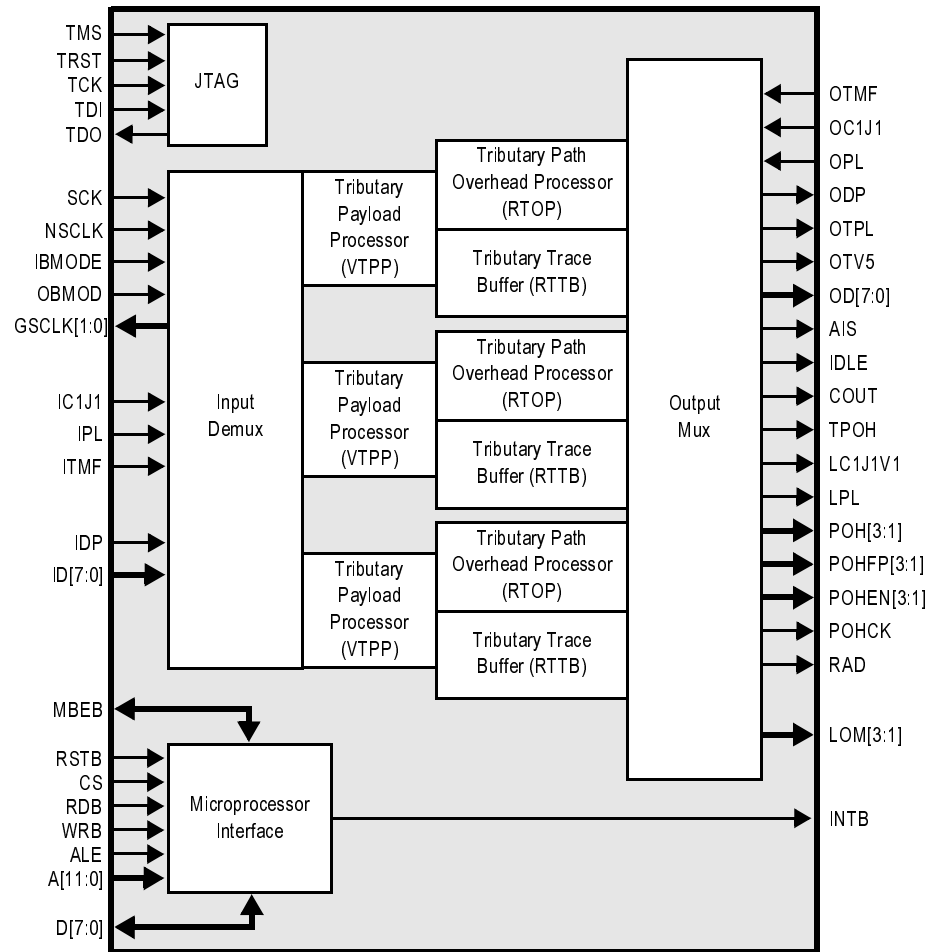 TMS
TRST
TCK
TDI
TDO
JTAG
SCK
NSCLK
IBMODE
OBMOD
GSCLK[1:0]
IC1J1
IPL
ITMF
IDP
ID[7:0]
Input
Demux
Tributary
Payload
Processor
(VTPP)
Tributary Path
Overhead Processor
(RTOP)
Tributary Trace
Buffer (RTTB)
Tributary
Payload
Processor
(VTPP)
Tributary Path
Overhead Processor
(RTOP)
Tributary Trace
Buffer (RTTB)
Tributary
Payload
Processor
(VTPP)
Tributary Path
Overhead Processor
(RTOP)
Tributary Trace
Buffer (RTTB)
Output
Mux
OTMF
OC1J1
OPL
ODP
OTPL
OTV5
OD[7:0]
AIS
IDLE
COUT
TPOH
LC1J1V1
LPL
POH[3:1]
POHFP[3:1]
POHEN[3:1]
POHCK
RAD
LOM[3:1]
INTB
MBEB
RSTB
CS
RDB
WRB
ALE
A[11:0]
D[7:0]
Microprocessor
Interface